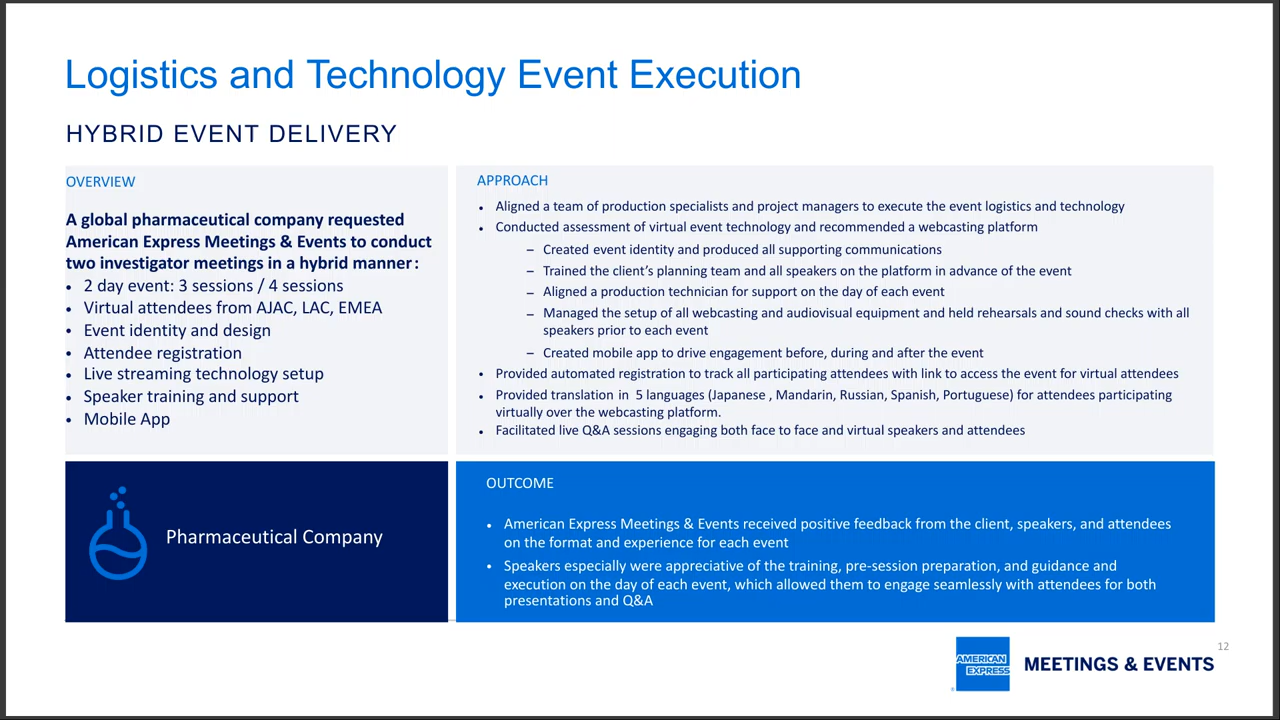 Logistics and Technology Event Execution
HYBRID EVENT DELIVERY
OVERVIEW
A global pharmaceutical company requested
American Express Meetings & Events to conduct
two investigator meetings in a hybrid manner:
• 2 day event: 3 sessions / 4 sessions
• Virtual attendees from AJAC, LAC, EMEA
• Event identity and design
• Attendee registration
• Live streaming technology setup
• Speaker training and support
• Mobile App
APPROACH
• Aligned a team of production specialists and project managers to execute the event logistics and technology
• Conducted assessment of virtual event technology and recommended a webcasting platform
– Created event identity and produced all supporting communications
– Trained the client's planning team and all speakers on the platform in advance of the event
– Aligned a production technician for support on the day of each event
– Managed the setup of all webcasting and audiovisual equipment and held rehearsals and sound checks with all
speakers prior to each event
– Created mobile app to drive engagement before, during and after the event
• Provided automated registration to track all participating attendees with link to access the event for virtual attendees
• Provided translation in 5 languages (Japanese , Mandarin, Russian, Spanish, Portuguese) for attendees participating
virtually over the webcasting platform.
• Facilitated live Q&A sessions engaging both face to face and virtual speakers and attendees
Pharmaceutical Company
OUTCOME
• American Express Meetings & Events received positive feedback from the client, speakers, and attendees
on the format and experience for each event
• Speakers especially were appreciative of the training, pre-session preparation, and guidance and
execution on the day of each event, which allowed them to engage seamlessly with attendees for both
presentations and Q&A
12
AMERICAN
EXPRESS
®
MEETINGS & EVENTS